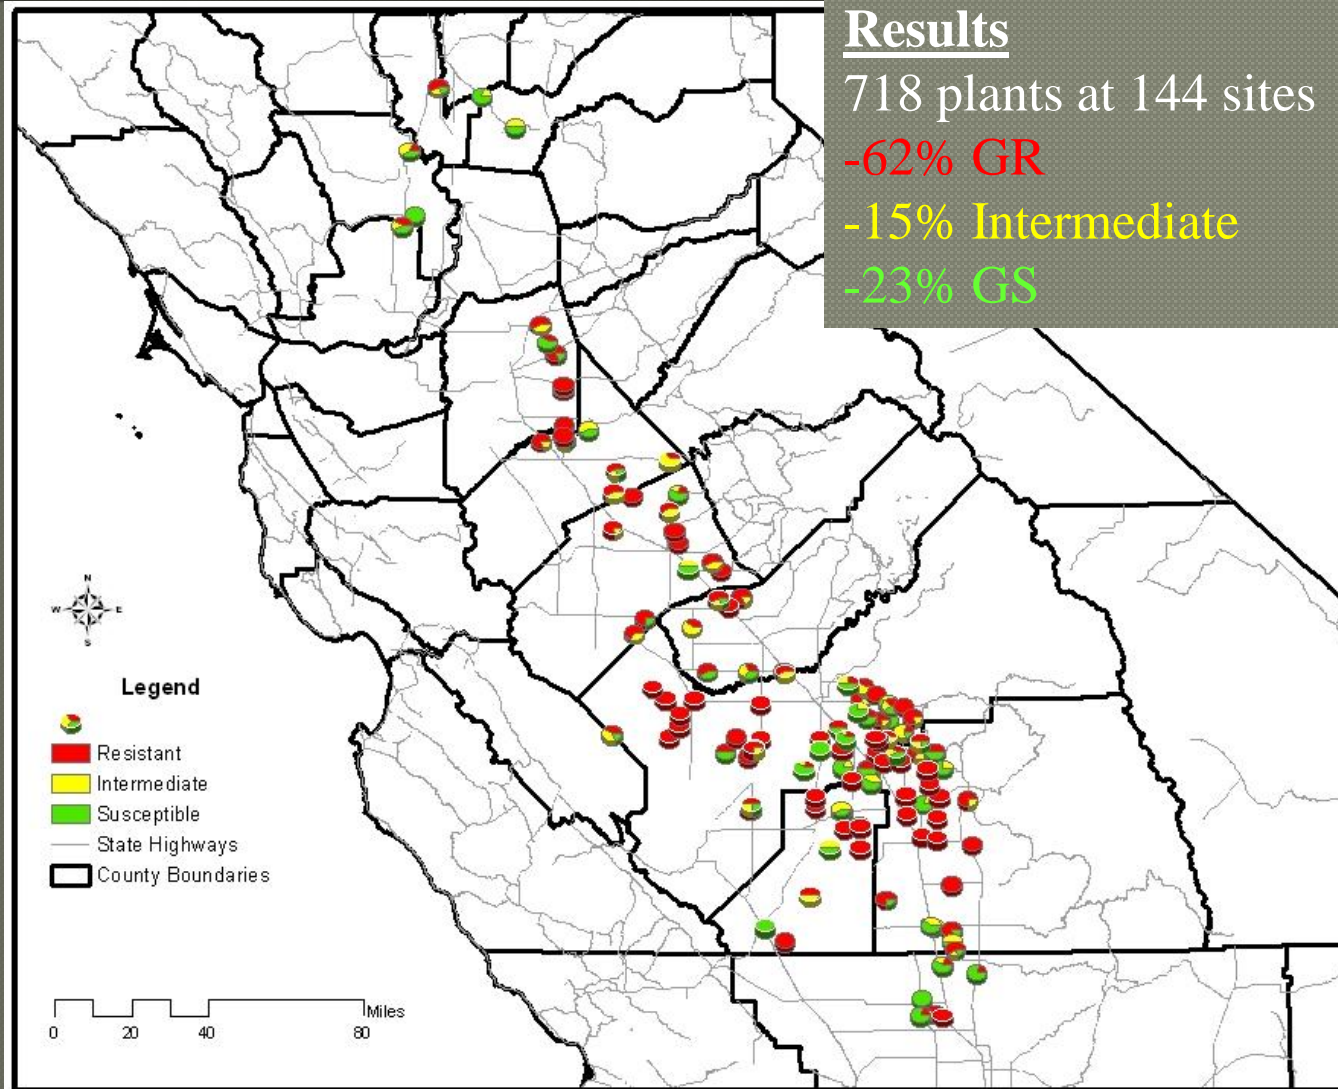 Results
718 plants at 144 sites
-62% GR
-15% Intermediate
-23% GS
N
W E
S
Legend
Resistant
Intermediate
Susceptible
State Highways
County Boundaries
Miles
0 20 40 80